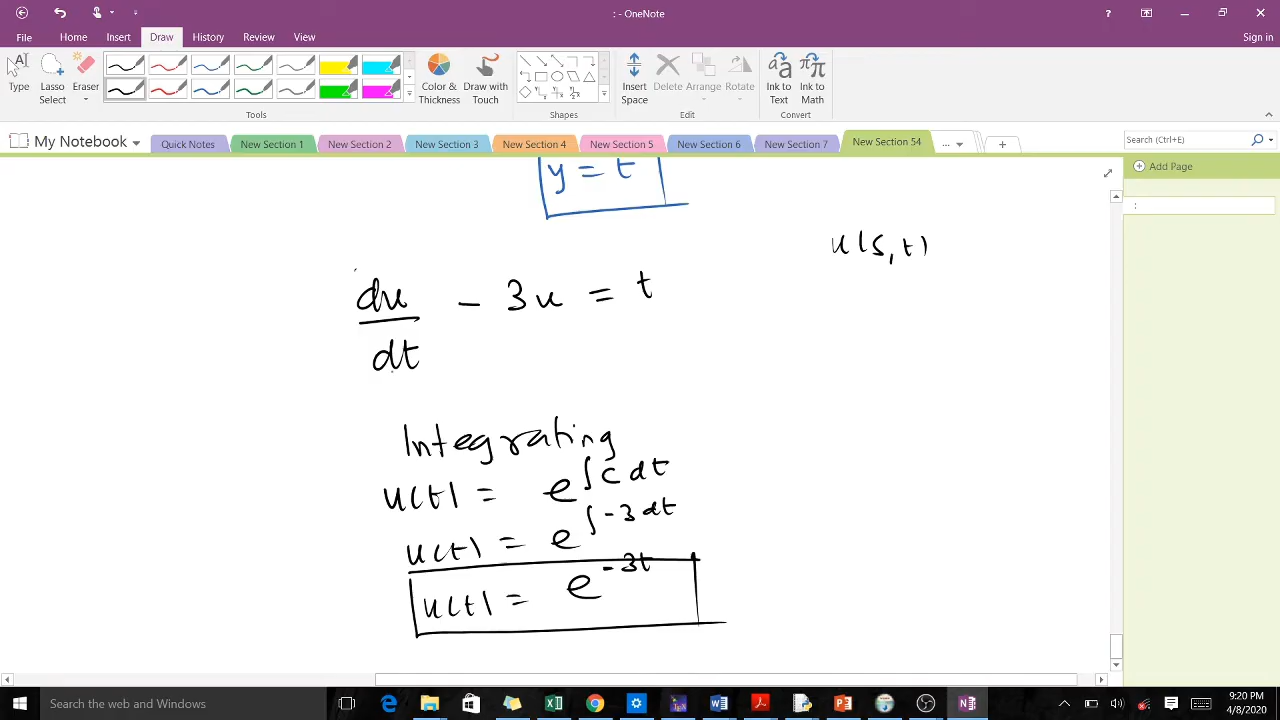 : - OneNote
File Home Insert Draw History Review View
Type Lasso Select Eraser Color & Thickness Draw with Touch Insert Space Delete Arrange Rotate Ink to Text Ink to Math
Tools Shapes Edit Convert
My Notebook Quick Notes New Section 1 New Section 2 New Section 3 New Section 4 New Section 5 New Section 6 New Section 7 New Section 54 ... + Search (Ctrl+E)
Add Page
:
y = t
u(s,t)
du/dt - 3u = t
Integrating
u(t) = e^∫c dt
u(t) = e^∫-3dt
u(t) = e^-3t
Search the web and Windows
9:20 PM
4/8/2020